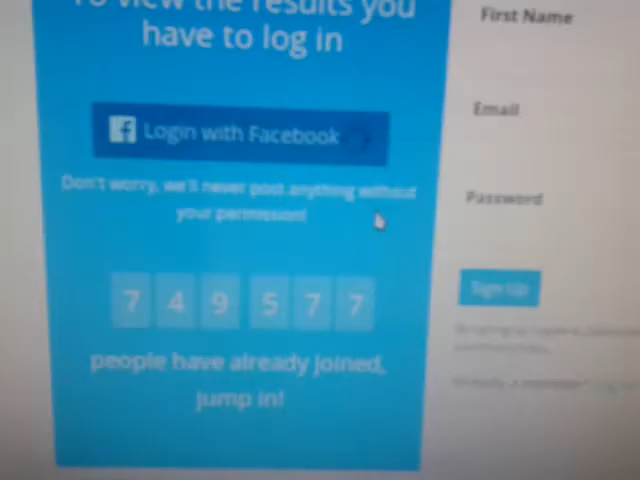 To view the results you
have to log in
f Login with Facebook
Don't worry, we'll never post anything without
your permission!
7 4 9 5 7 7
people have already joined,
jump in!
First Name
Email
Password
Sign Up